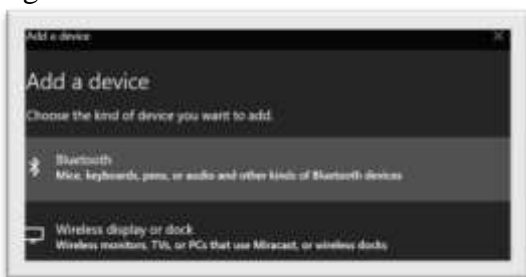 Add a device
Add a device
Choose the kind of device you want to add.
Bluetooth
Mice, keyboards, pens, or audio and other kinds of Bluetooth devices
Wireless display or dock
Wireless monitors, TVs, or PCs that use Miracast, or wireless docks